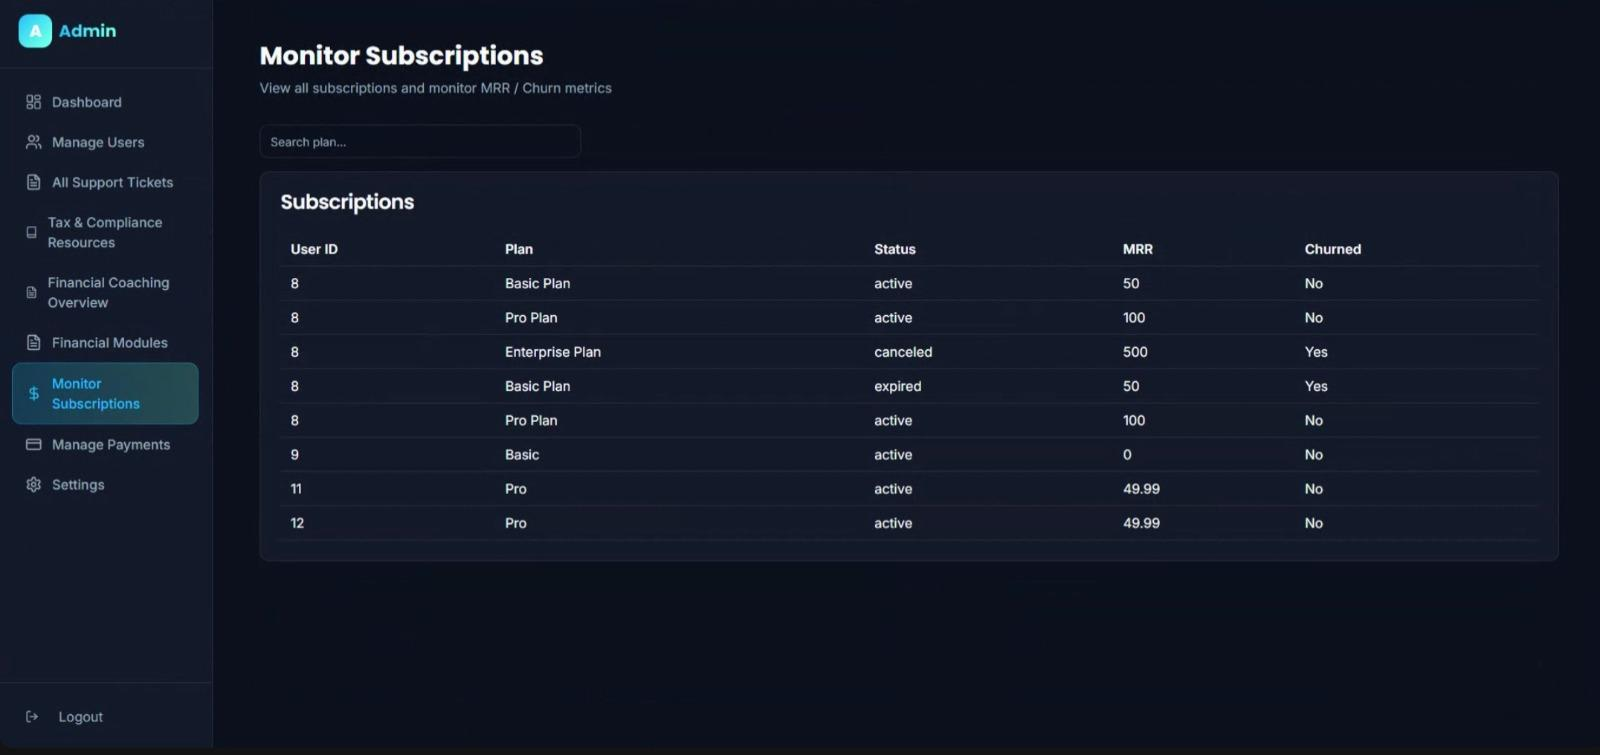 A Admin
Dashboard
Manage Users
All Support Tickets
Tax & Compliance
Resources
Financial Coaching
Overview
Financial Modules
Monitor
Subscriptions
Manage Payments
Settings
Logout
Monitor Subscriptions
View all subscriptions and monitor MRR / Churn metrics
Search plan...
Subscriptions
User ID Plan Status MRR Churned
8 Basic Plan active 50 No
8 Pro Plan active 100 No
8 Enterprise Plan canceled 500 Yes
8 Basic Plan expired 50 Yes
8 Pro Plan active 100 No
9 Basic active 0 No
11 Pro active 49.99 No
12 Pro active 49.99 No